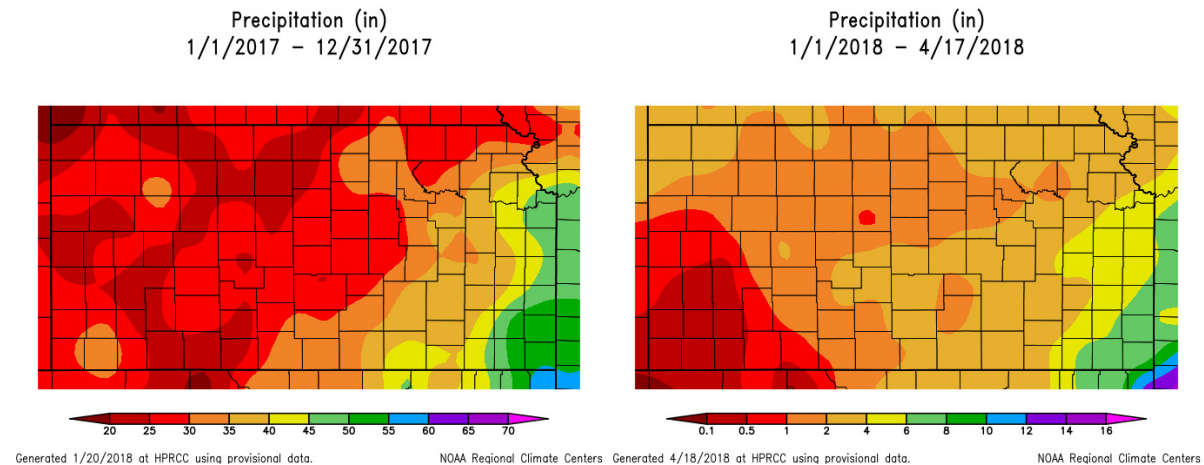 Precipitation (in)
1/1/2017 – 12/31/2017
20 25 30 35 40 45 50 55 60 65 70
Generated 1/20/2018 at HPRCC using provisional data. NOAA Regional Climate Centers
Precipitation (in)
1/1/2018 – 4/17/2018
0.1 0.5 1 2 4 6 8 10 12 14 16
Generated 4/18/2018 at HPRCC using provisional data. NOAA Regional Climate Centers